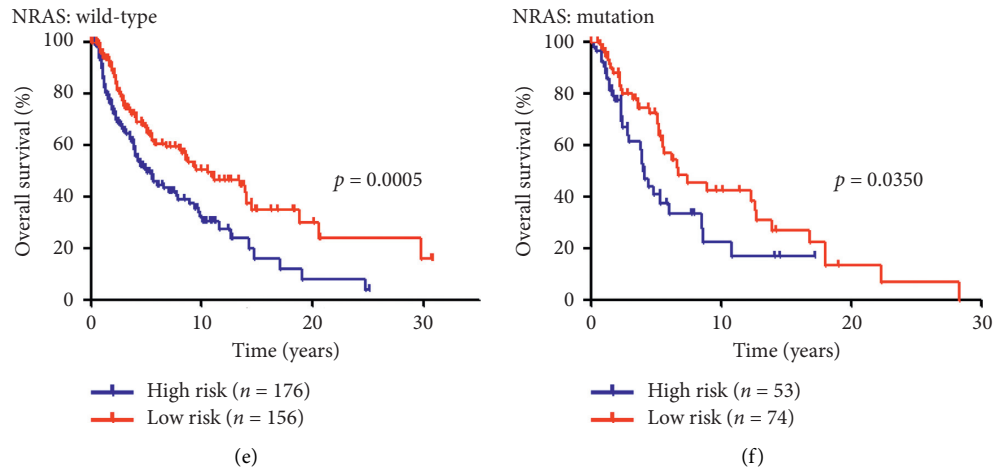 NRAS: wild-type
100
80
60
40
20
0
Overall survival (%)
p = 0.0005
0 10 20 30
Time (years)
High risk (n = 176)
Low risk (n = 156)
(e)
NRAS: mutation
100
80
60
40
20
0
Overall survival (%)
p = 0.0350
0 10 20 30
Time (years)
High risk (n = 53)
Low risk (n = 74)
(f)